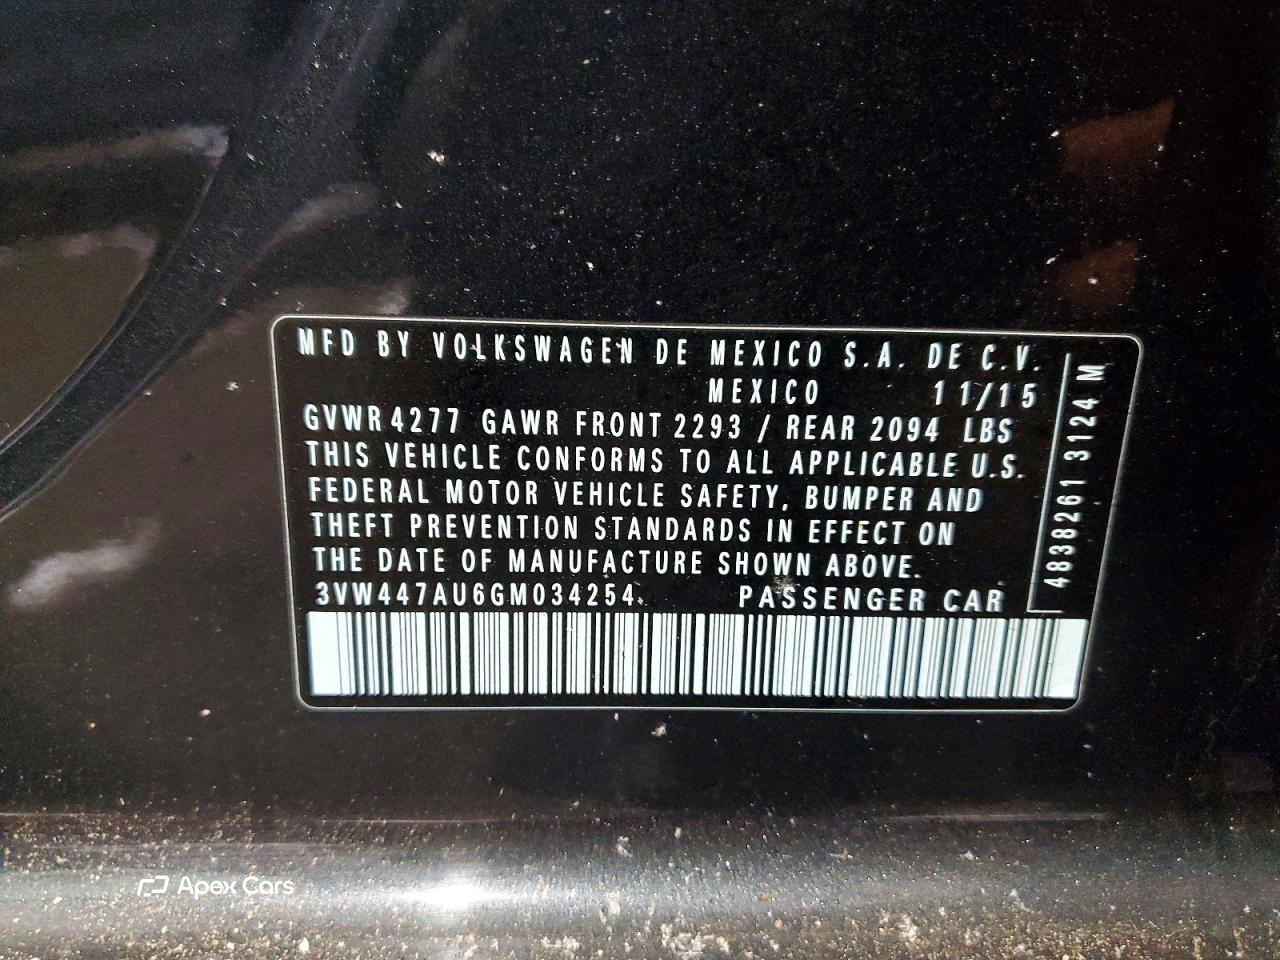 MFD BY VOLKSWAGEN DE MEXICO S.A. DE C.V.
MEXICO 11/15
GVWR 4277 GAWR FRONT 2293 / REAR 2094 LBS
THIS VEHICLE CONFORMS TO ALL APPLICABLE U.S.
FEDERAL MOTOR VEHICLE SAFETY, BUMPER AND
THEFT PREVENTION STANDARDS IN EFFECT ON
THE DATE OF MANUFACTURE SHOWN ABOVE.
3VW447AU6GM034254 PASSENGER CAR
4838261 3124 M
Apex Cars